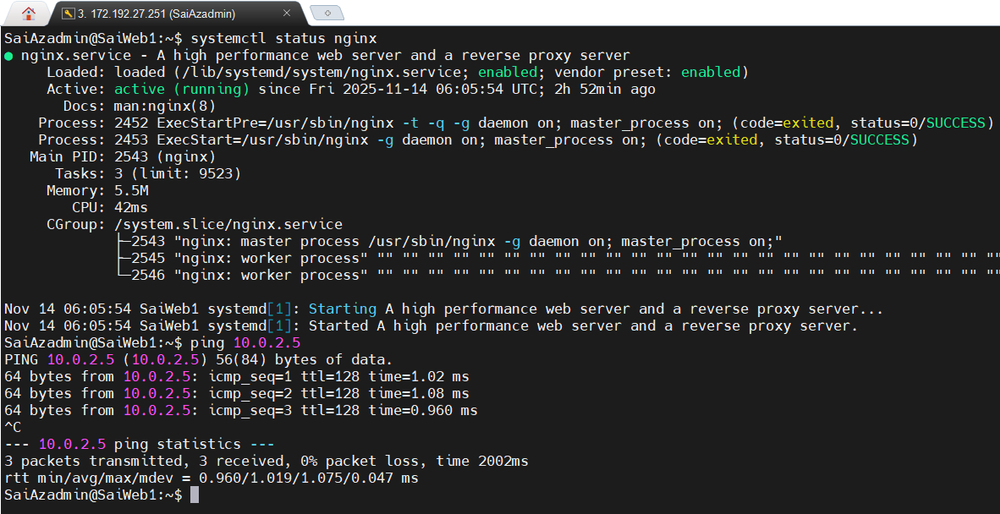 3. 172.192.27.251 (SaiAzadmin)
SaiAzadmin@SaiWeb1:~$ systemctl status nginx
● nginx.service - A high performance web server and a reverse proxy server
     Loaded: loaded (/lib/systemd/system/nginx.service; enabled; vendor preset: enabled)
     Active: active (running) since Fri 2025-11-14 06:05:54 UTC; 2h 52min ago
       Docs: man:nginx(8)
    Process: 2452 ExecStartPre=/usr/sbin/nginx -t -q -g daemon on; master_process on; (code=exited, status=0/SUCCESS)
    Process: 2453 ExecStart=/usr/sbin/nginx -g daemon on; master_process on; (code=exited, status=0/SUCCESS)
   Main PID: 2543 (nginx)
      Tasks: 3 (limit: 9523)
     Memory: 5.5M
        CPU: 42ms
     CGroup: /system.slice/nginx.service
             ├─2543 "nginx: master process /usr/sbin/nginx -g daemon on; master_process on;"
             ├─2545 "nginx: worker process" "" "" "" "" "" "" "" "" "" "" "" "" "" "" "" "" "" "" "" "" "" "" "" "" ""
             └─2546 "nginx: worker process" "" "" "" "" "" "" "" "" "" "" "" "" "" "" "" "" "" "" "" "" "" "" "" "" ""

Nov 14 06:05:54 SaiWeb1 systemd[1]: Starting A high performance web server and a reverse proxy server...
Nov 14 06:05:54 SaiWeb1 systemd[1]: Started A high performance web server and a reverse proxy server.
SaiAzadmin@SaiWeb1:~$ ping 10.0.2.5
PING 10.0.2.5 (10.0.2.5) 56(84) bytes of data.
64 bytes from 10.0.2.5: icmp_seq=1 ttl=128 time=1.02 ms
64 bytes from 10.0.2.5: icmp_seq=2 ttl=128 time=1.08 ms
64 bytes from 10.0.2.5: icmp_seq=3 ttl=128 time=0.960 ms
^C
--- 10.0.2.5 ping statistics ---
3 packets transmitted, 3 received, 0% packet loss, time 2002ms
rtt min/avg/max/mdev = 0.960/1.019/1.075/0.047 ms
SaiAzadmin@SaiWeb1:~$